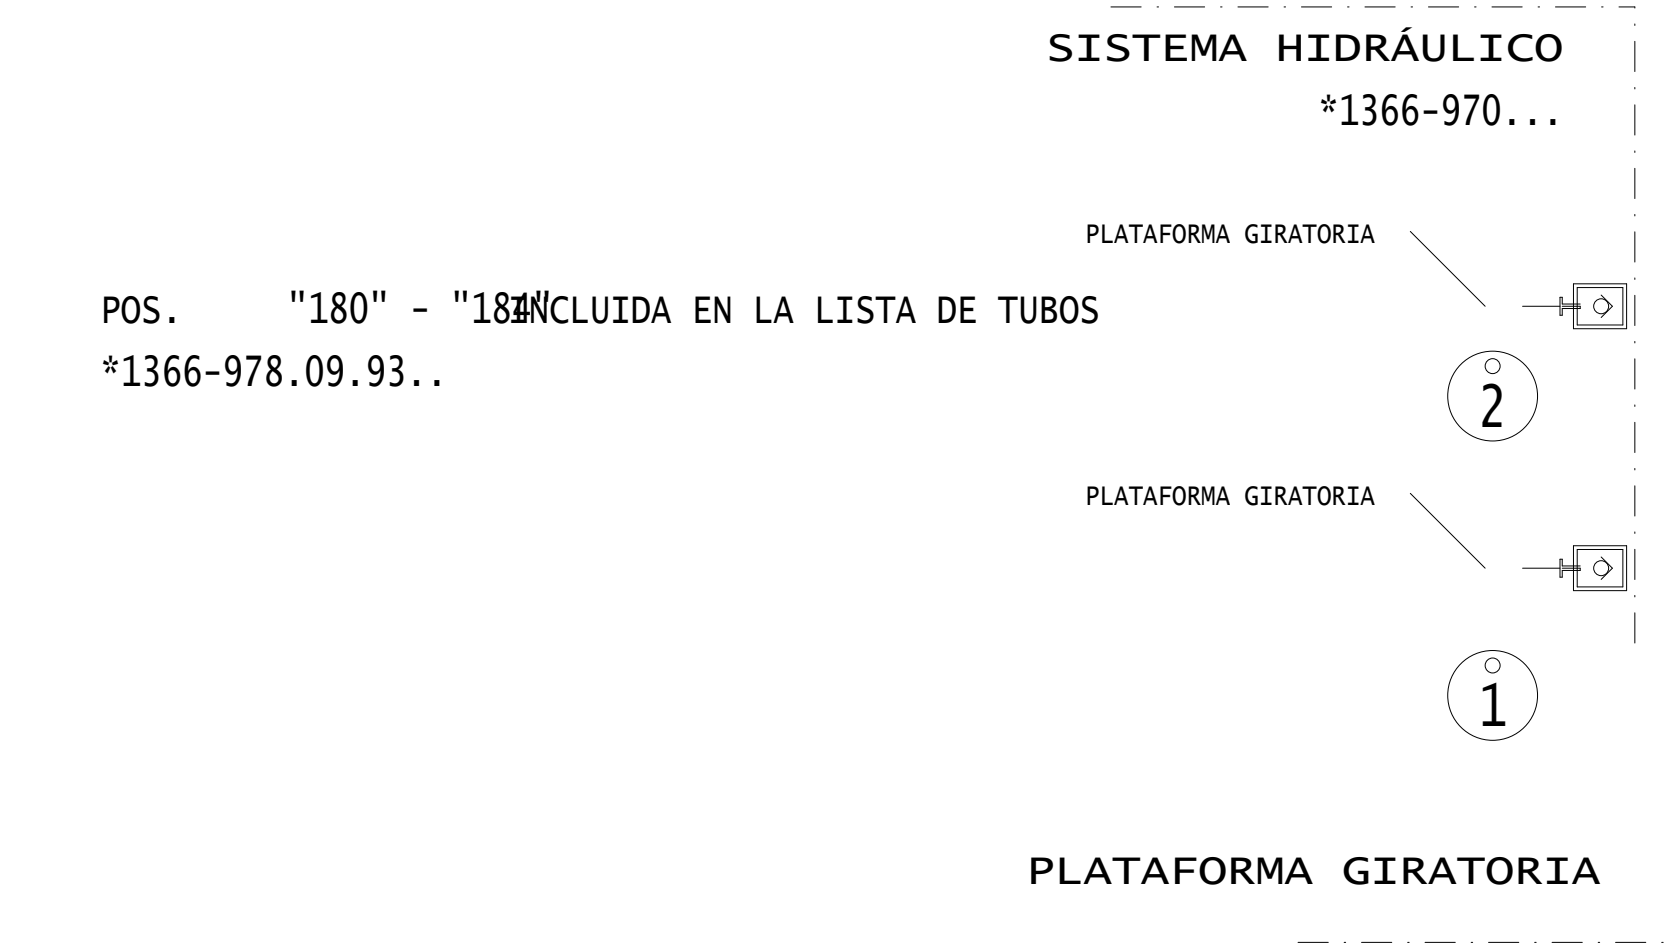 SISTEMA HIDRÁULICO
*1366-970...
PLATAFORMA GIRATORIA
POS. "180" - "184" INCLUIDA EN LA LISTA DE TUBOS
*1366-978.09.93..
2
PLATAFORMA GIRATORIA
1
PLATAFORMA GIRATORIA